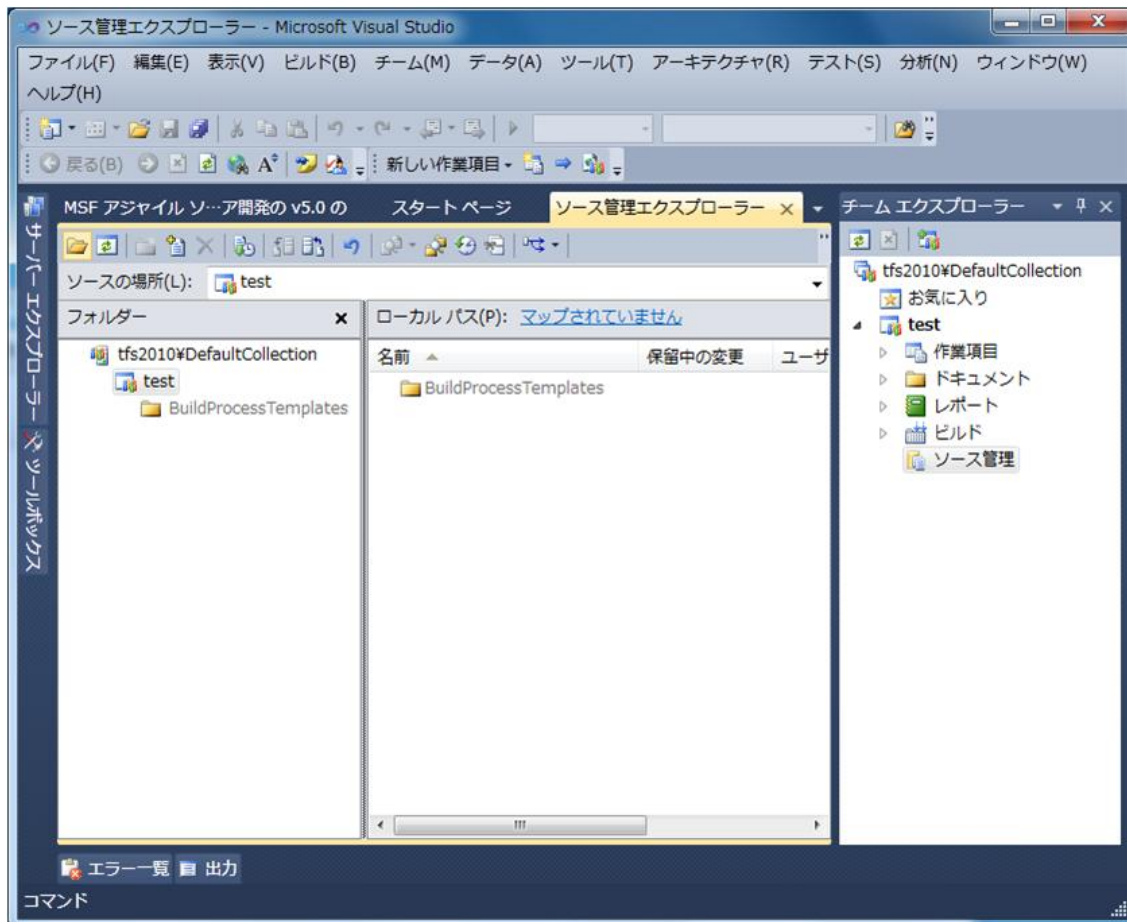 ソース管理エクスプローラー - Microsoft Visual Studio
ファイル(F) 編集(E) 表示(V) ビルド(B) チーム(M) データ(A) ツール(T) アーキテクチャ(R) テスト(S) 分析(N) ウィンドウ(W)
ヘルプ(H)
戻る(B) 新しい作業項目
サーバー エクスプローラー
ツールボックス
MSF アジャイル ソ…ア開発の v5.0 の スタート ページ ソース管理エクスプローラー
ソースの場所(L): test
フォルダー
tfs2010¥DefaultCollection
test
BuildProcessTemplates
ローカル パス(P): マップされていません
名前 保留中の変更 ユーザ
BuildProcessTemplates
チーム エクスプローラー
tfs2010¥DefaultCollection
お気に入り
test
作業項目
ドキュメント
レポート
ビルド
ソース管理
エラー一覧 出力
コマンド